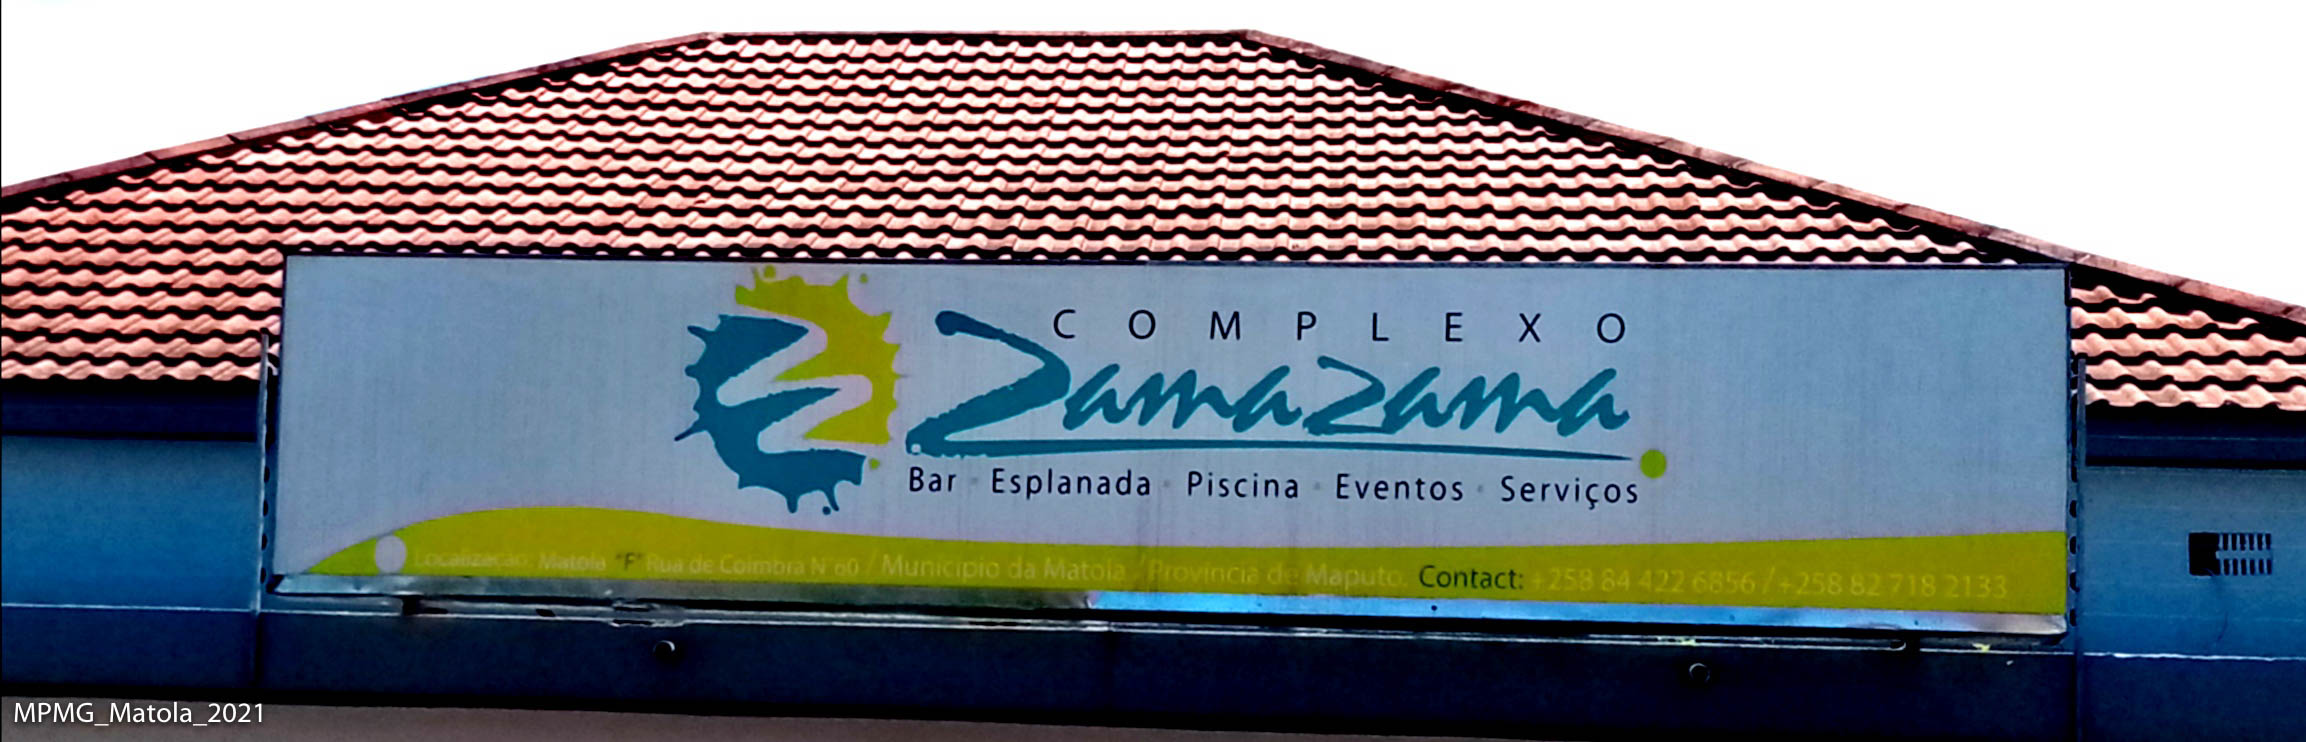 COMPLEXO
Zamazama
Bar · Esplanada · Piscina · Eventos · Serviços
Localização: Matola "F" Rua de Coimbra Nº 60 / Município da Matola / Província de Maputo. Contact: +258 84 422 6856 / +258 82 718 2133
MPMG_Matola_2021